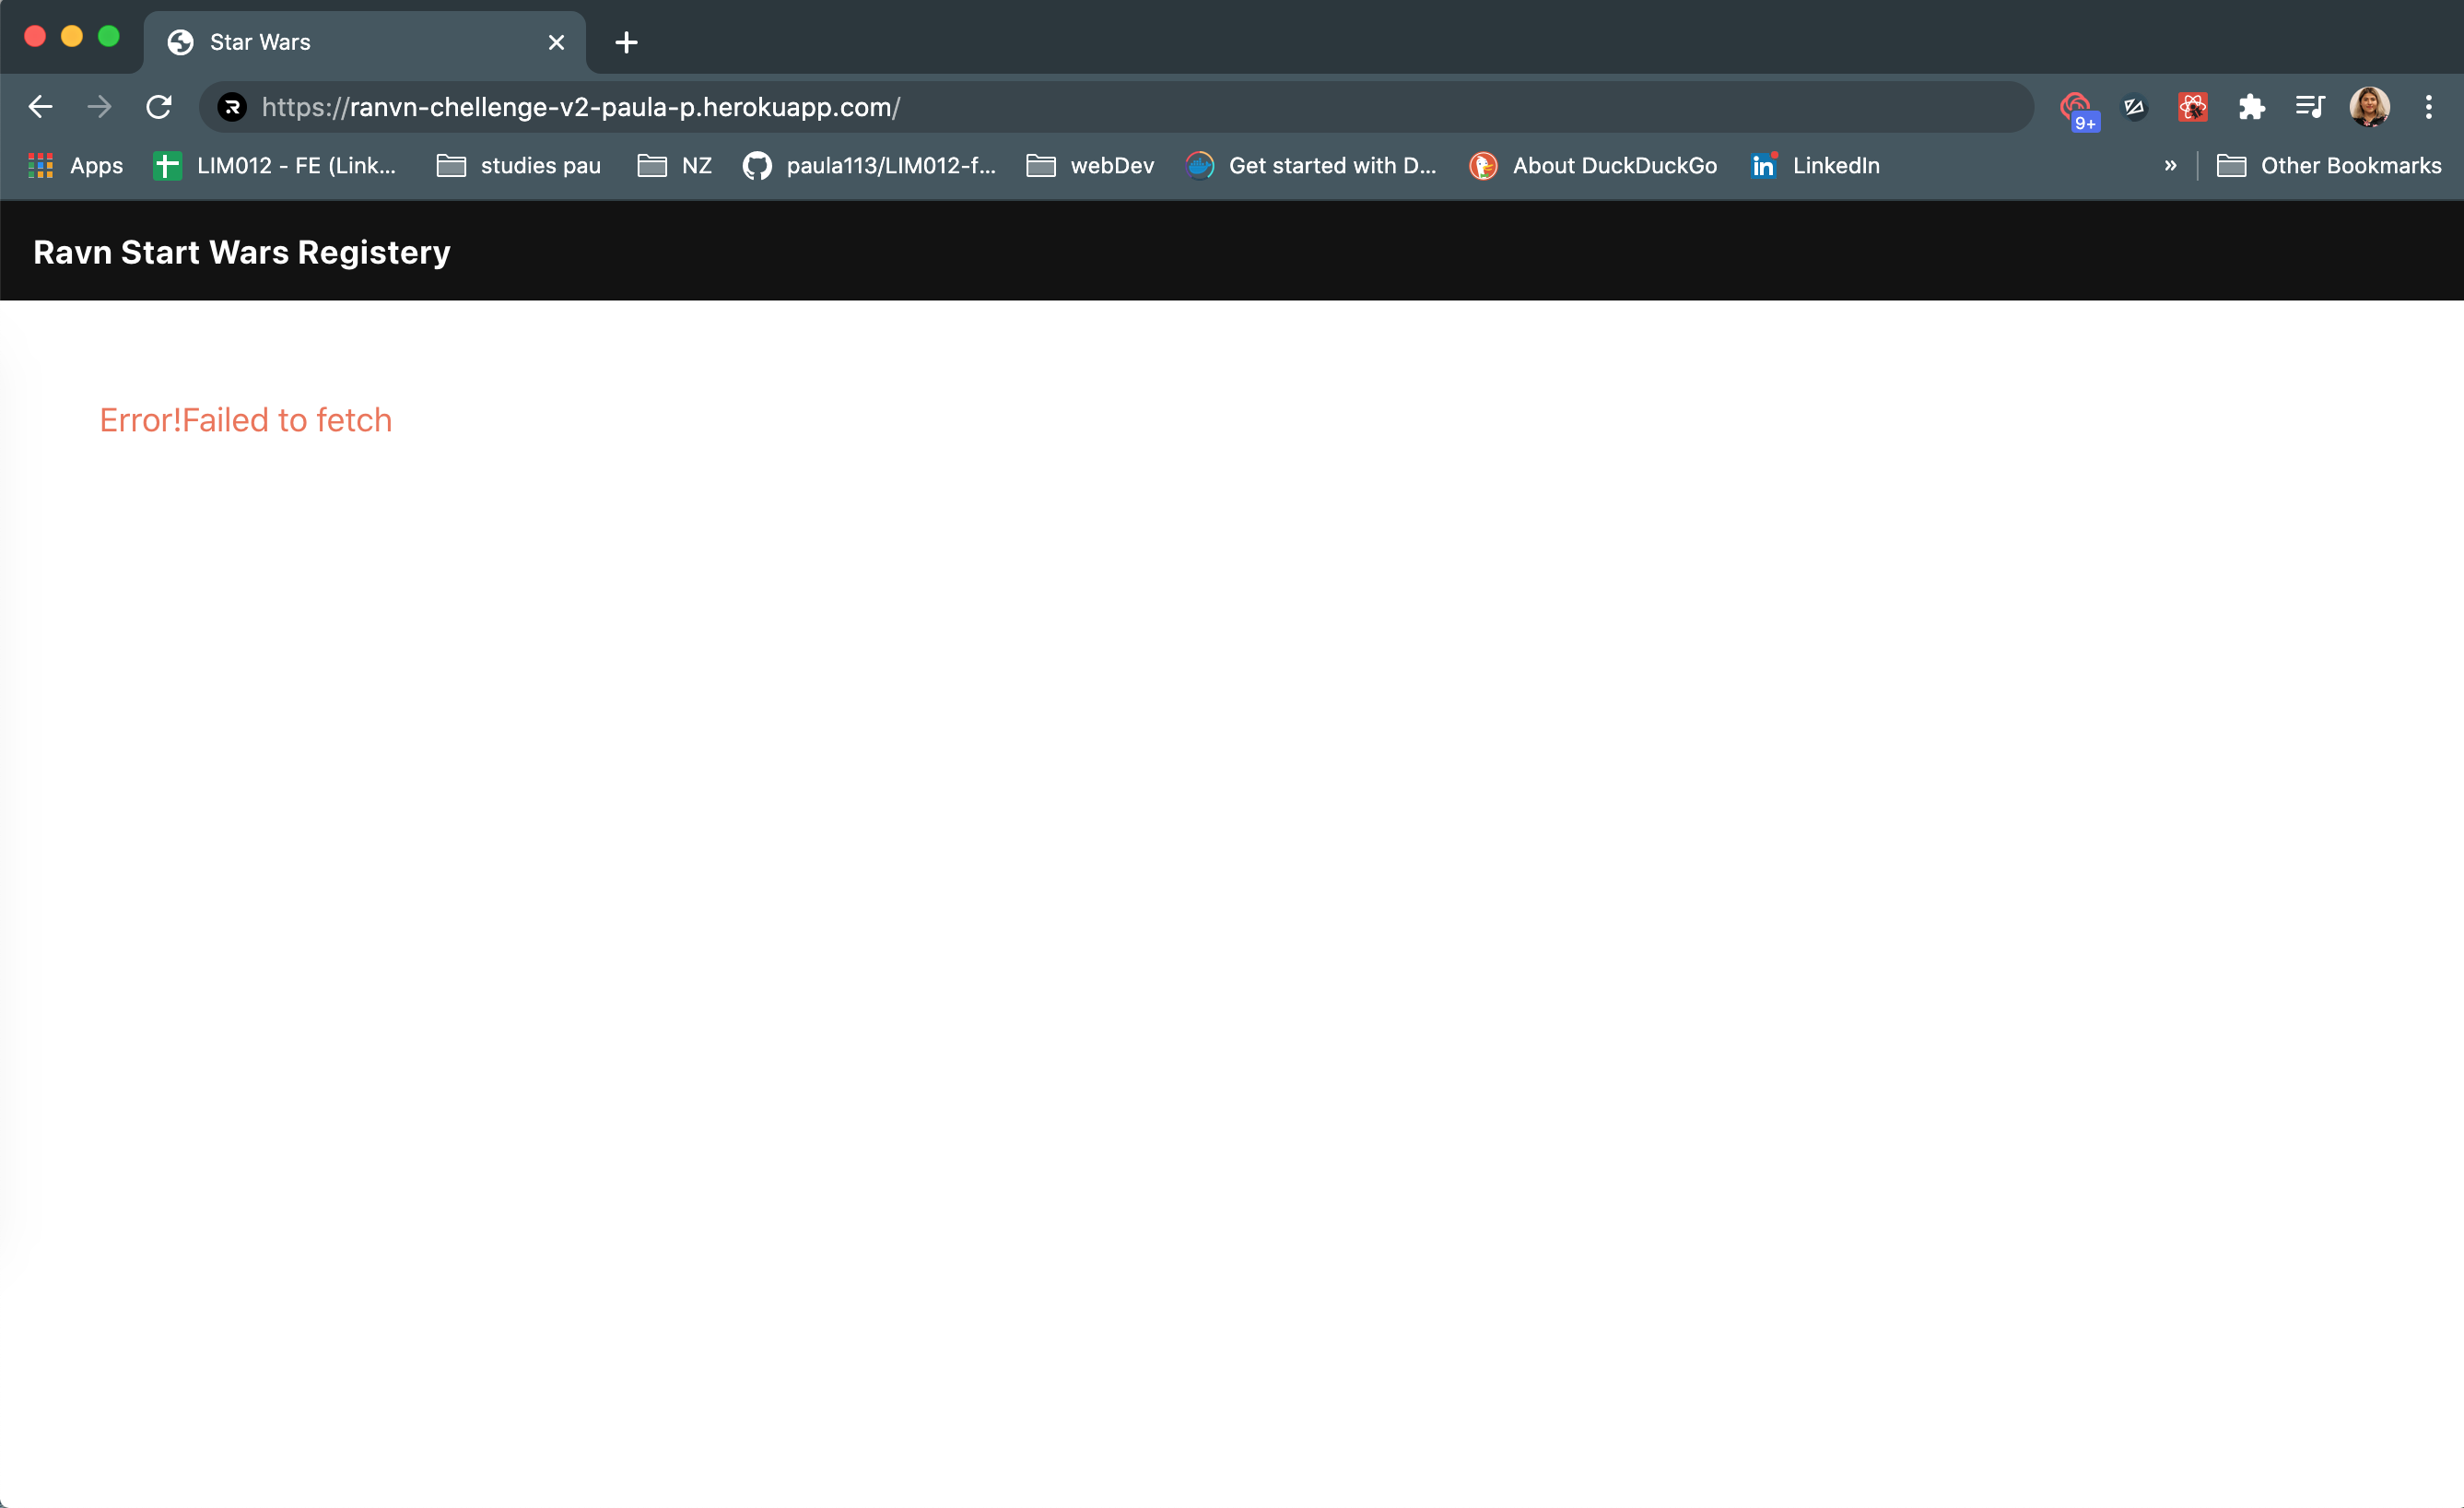 Star Wars
https://ranvn-chellenge-v2-paula-p.herokuapp.com/
9+
Apps LIM012 - FE (Link... studies pau NZ paula113/LIM012-f... webDev Get started with D... About DuckDuckGo in LinkedIn » Other Bookmarks
Ravn Start Wars Registery
Error!Failed to fetch